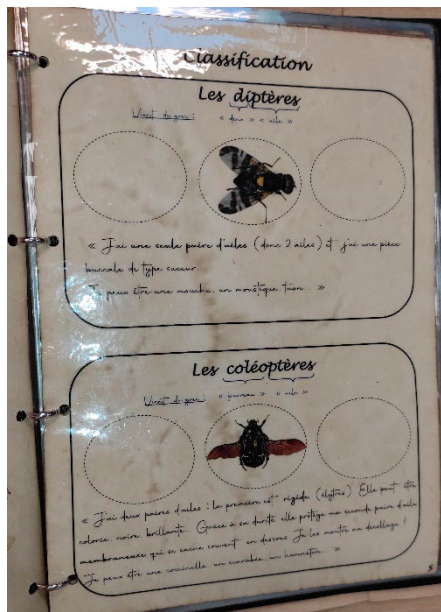 Classification
Les diptères
Vient du grec : « deux » « aile »
« J'ai une seule paire d'ailes (donc 2 ailes) et j'ai une pièce
buccale de type suceur
Je peux être une mouche, un moustique, taon... »
Les coléoptères
Vient du grec : « fourreau » « aile »
« J'ai deux paires d'ailes : la première est rigide (élytres). Elle peut être
colorée, noire, brillante... Grâce à sa dureté elle protège ma seconde paire d'aile
membraneuse qui se cache souvent en dessous. Je les montre au décollage !
Je peux être une coccinelle, un scarabée, un hanneton... »
5